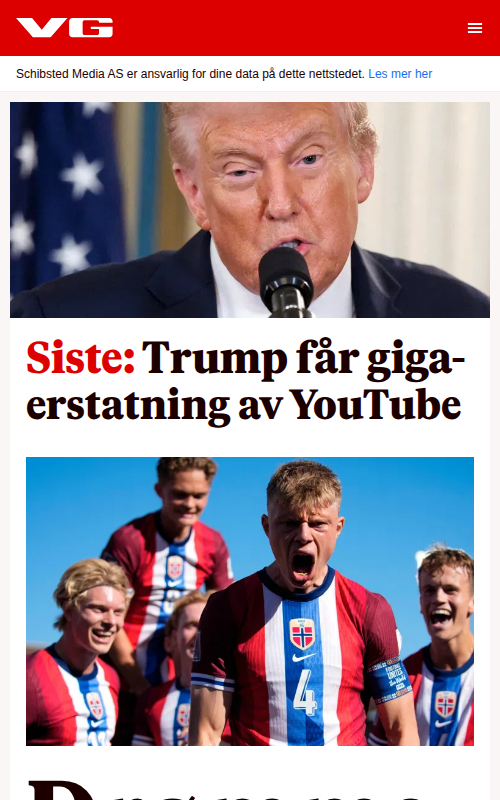 VG
Schibsted Media AS er ansvarlig for dine data på dette nettstedet. Les mer her
Siste: Trump får giga-
erstatning av YouTube
4